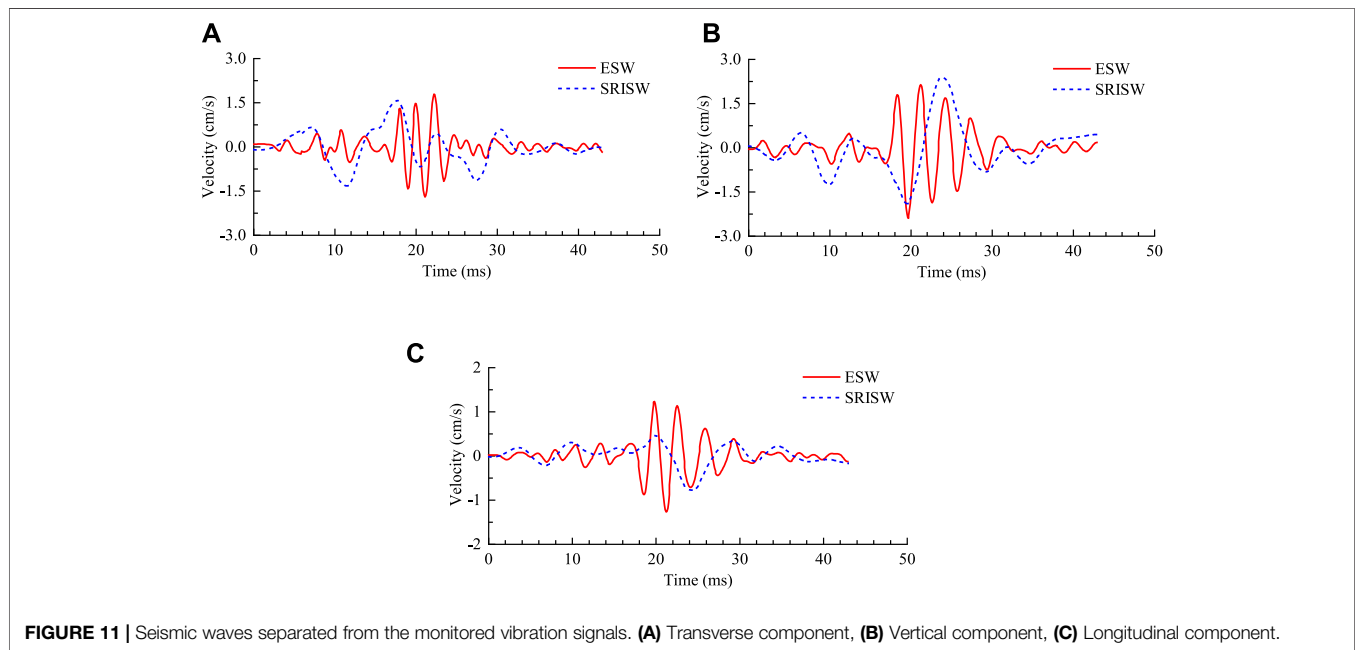 A
3.0
1.5
0.0
-1.5
-3.0
Velocity (cm/s)
ESW
SRISW
0 10 20 30 40 50
Time (ms)
B
3.0
1.5
0.0
-1.5
-3.0
Velocity (cm/s)
ESW
SRISW
0 10 20 30 40 50
Time (ms)
C
2
1
0
-1
-2
Velocity (cm/s)
ESW
SRISW
0 10 20 30 40 50
Time (ms)
FIGURE 11 | Seismic waves separated from the monitored vibration signals. (A) Transverse component, (B) Vertical component, (C) Longitudinal component.